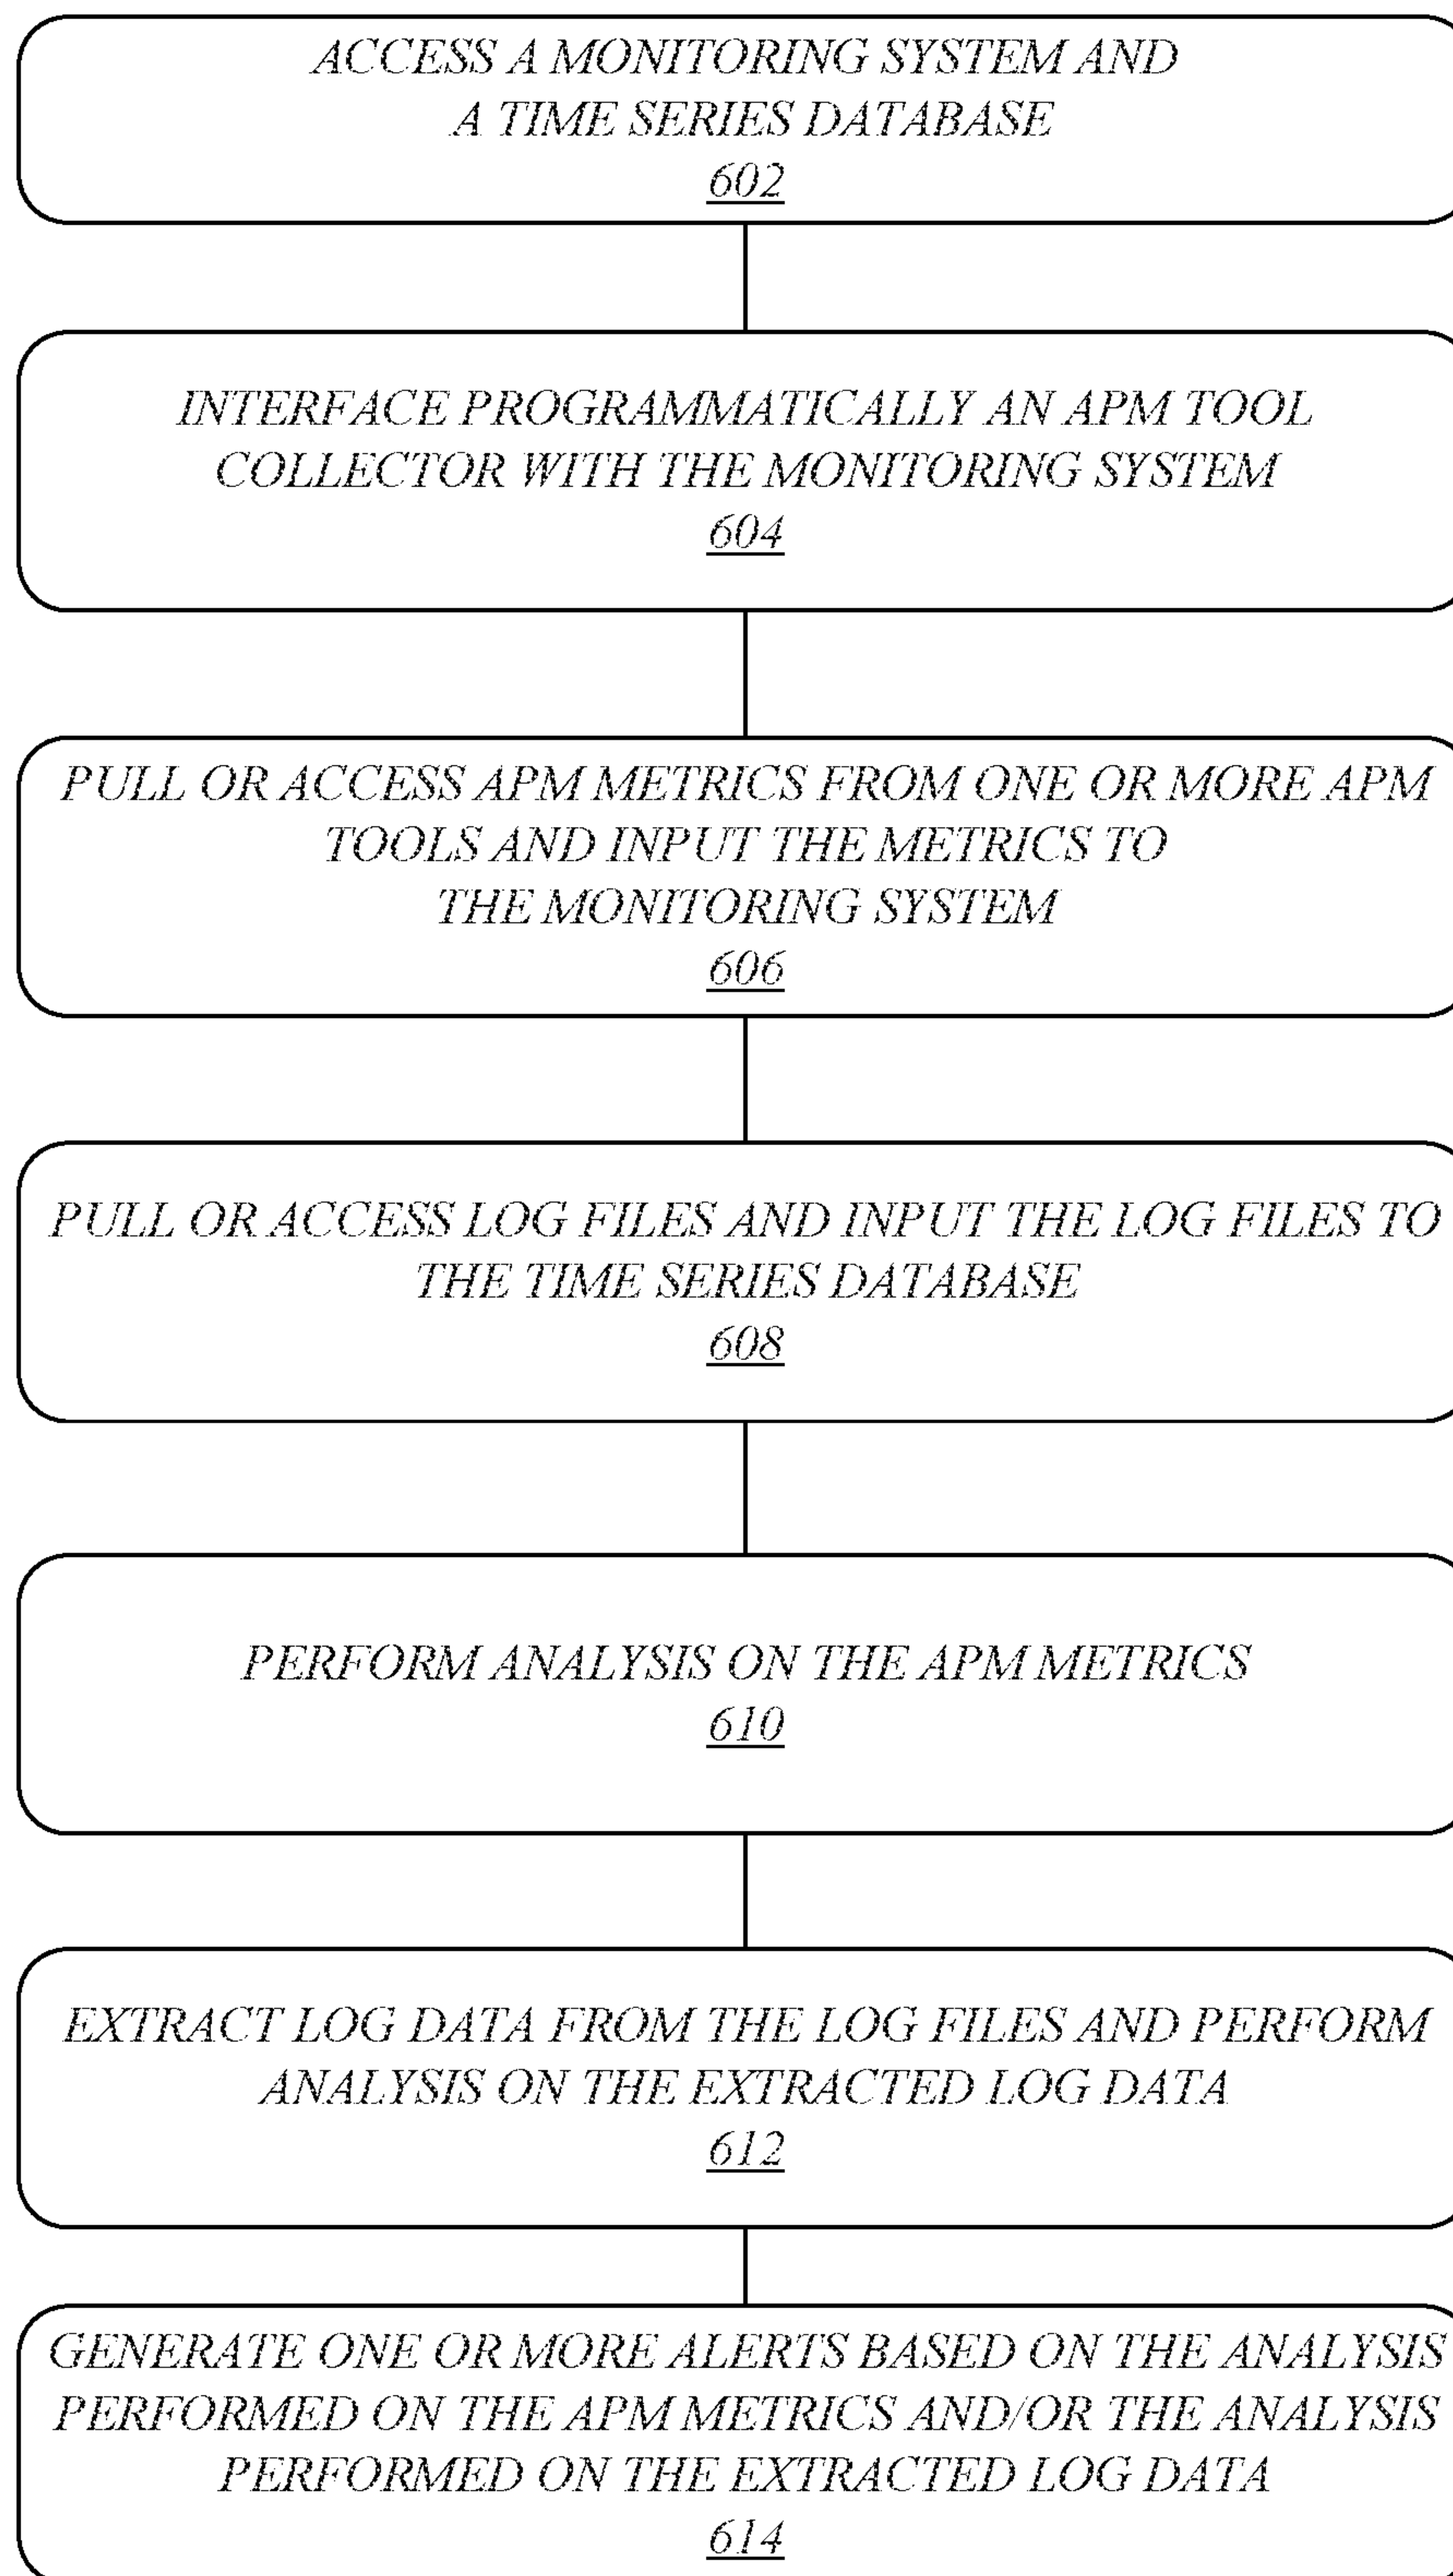 ACCESS A MONITORING SYSTEM AND
A TIME SERIES DATABASE
602
INTERFACE PROGRAMMATICALLY AN APM TOOL
COLLECTOR WITH THE MONITORING SYSTEM
604
PULL OR ACCESS APM METRICS FROM ONE OR MORE APM
TOOLS AND INPUT THE METRICS TO
THE MONITORING SYSTEM
606
PULL OR ACCESS LOG FILES AND INPUT THE LOG FILES TO
THE TIME SERIES DATABASE
608
PERFORM ANALYSIS ON THE APM METRICS
610
EXTRACT LOG DATA FROM THE LOG FILES AND PERFORM
ANALYSIS ON THE EXTRACTED LOG DATA
612
GENERATE ONE OR MORE ALERTS BASED ON THE ANALYSIS
PERFORMED ON THE APM METRICS AND/OR THE ANALYSIS
PERFORMED ON THE EXTRACTED LOG DATA
614